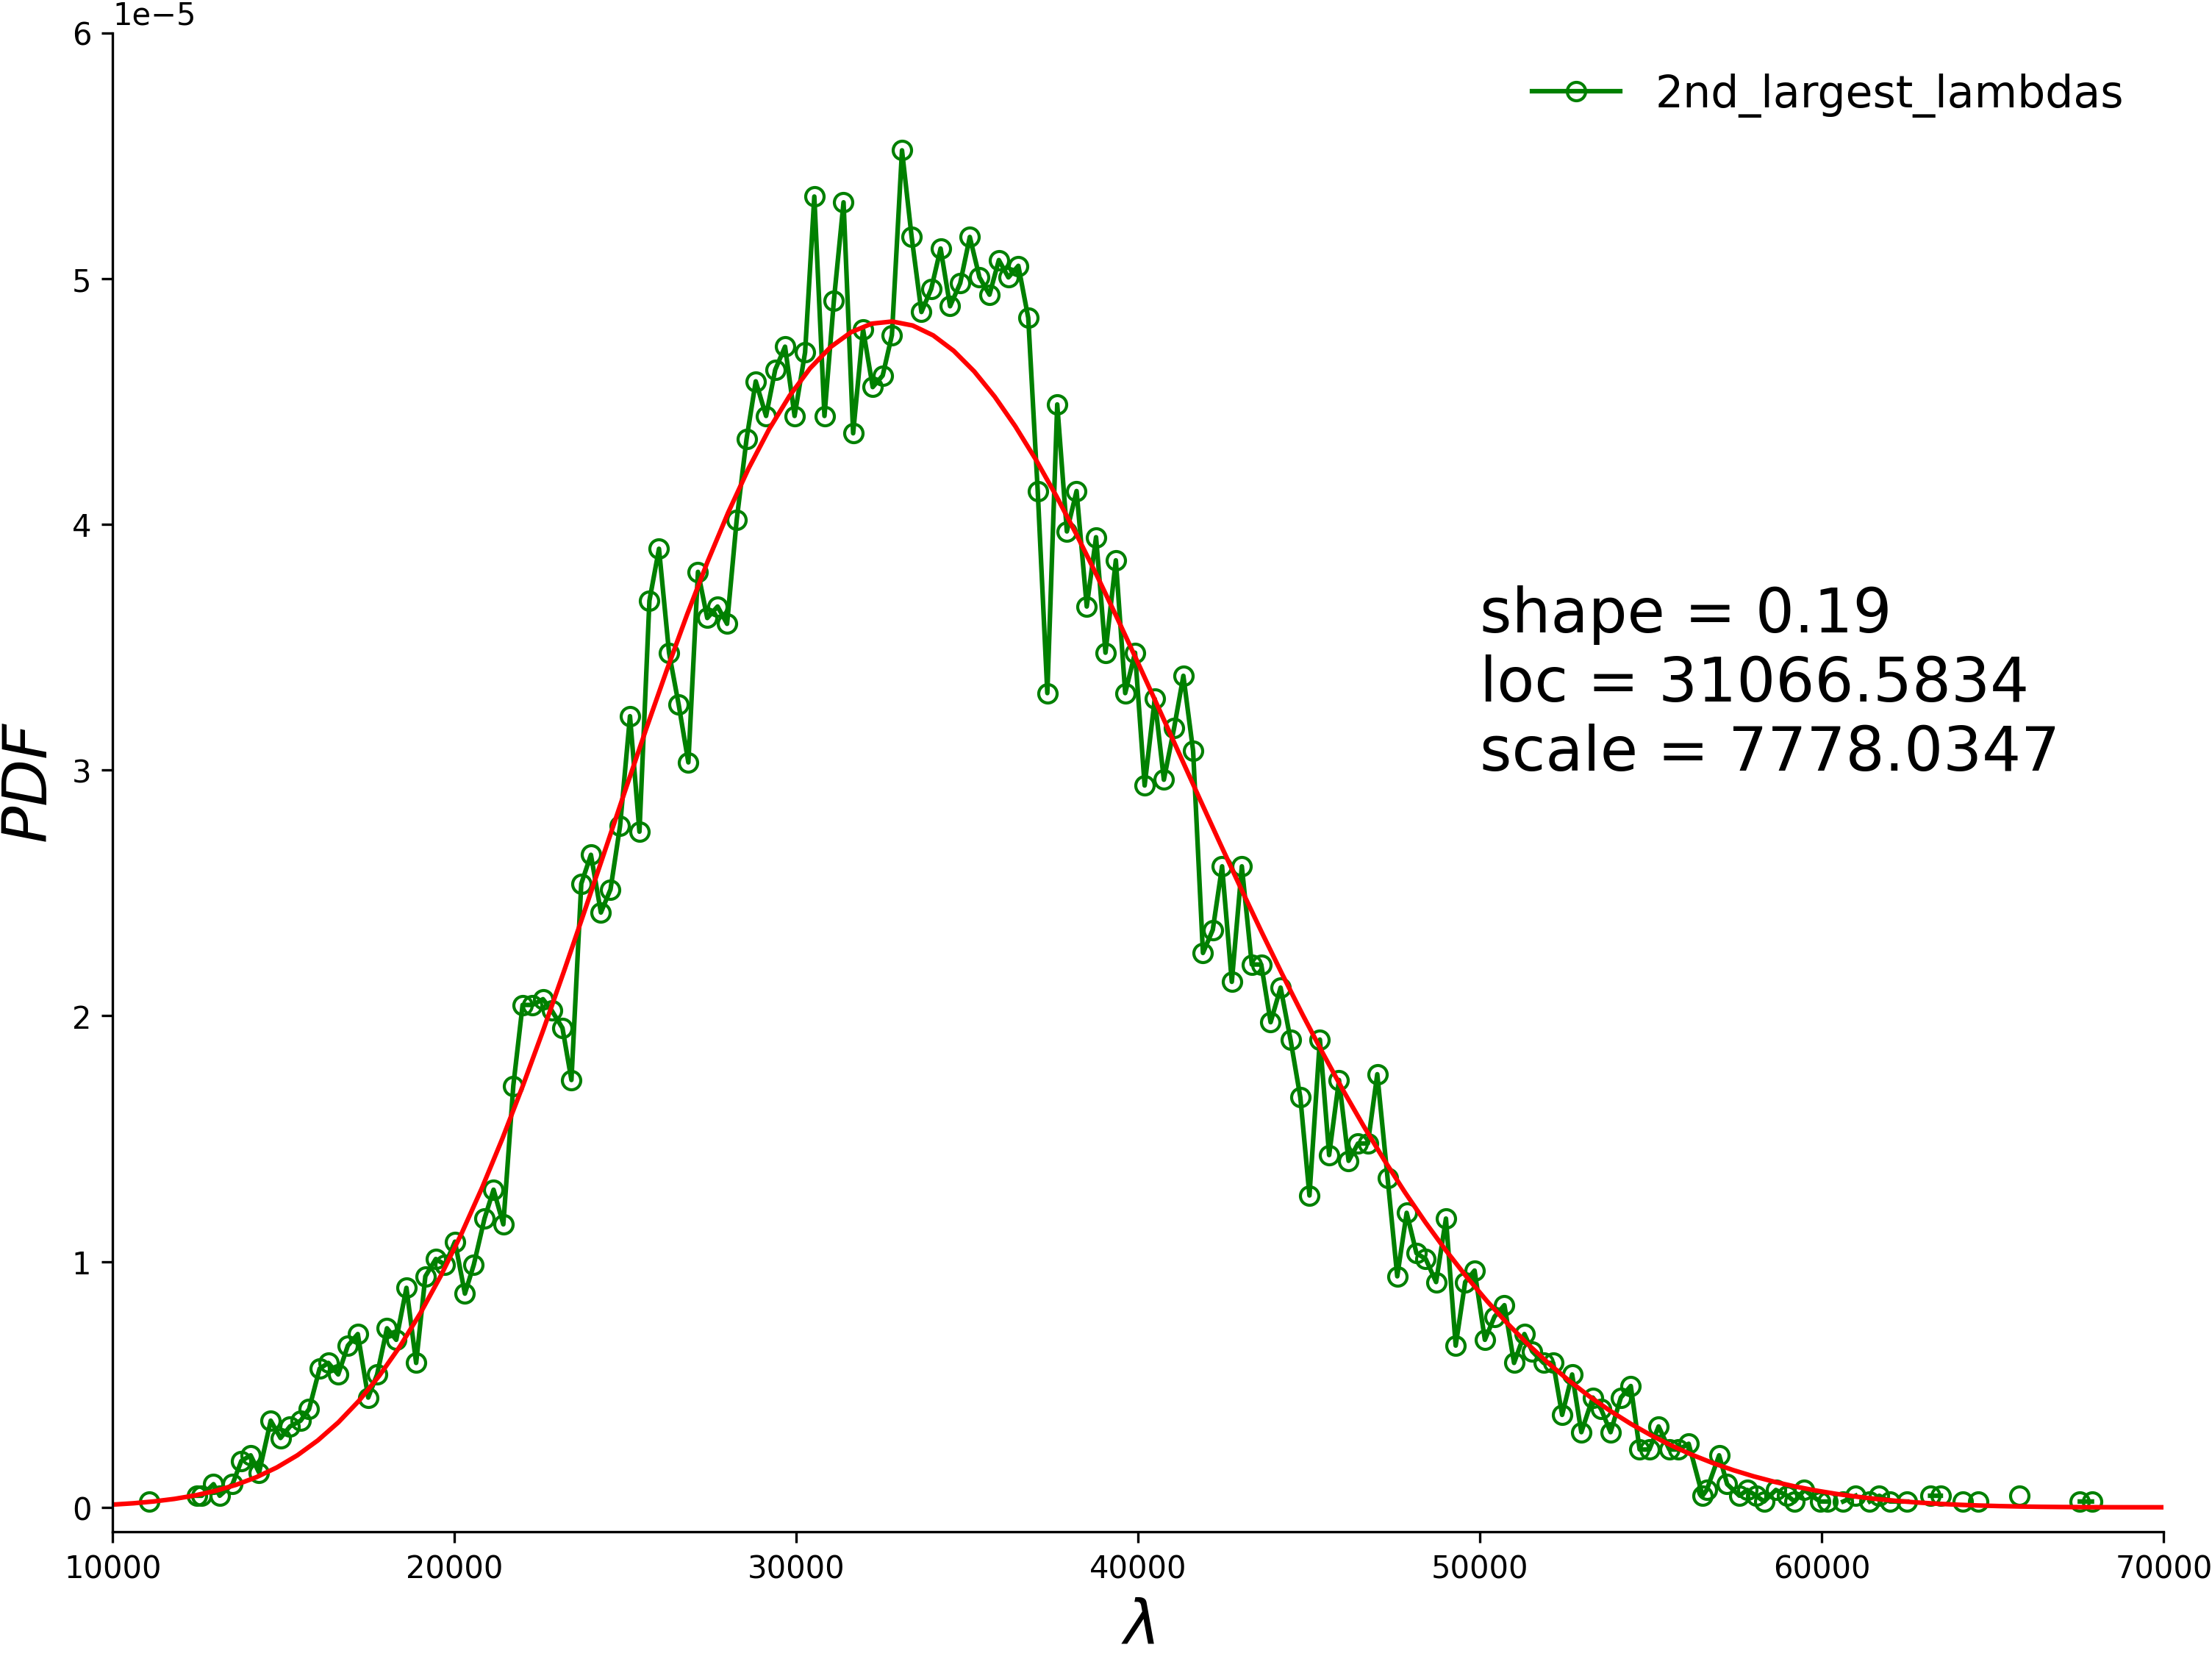 1e−5
6
5
4
3
2
1
0
PDF
2nd_largest_lambdas
shape = 0.19
loc = 31066.5834
scale = 7778.0347
10000 20000 30000 40000 50000 60000 70000
λ